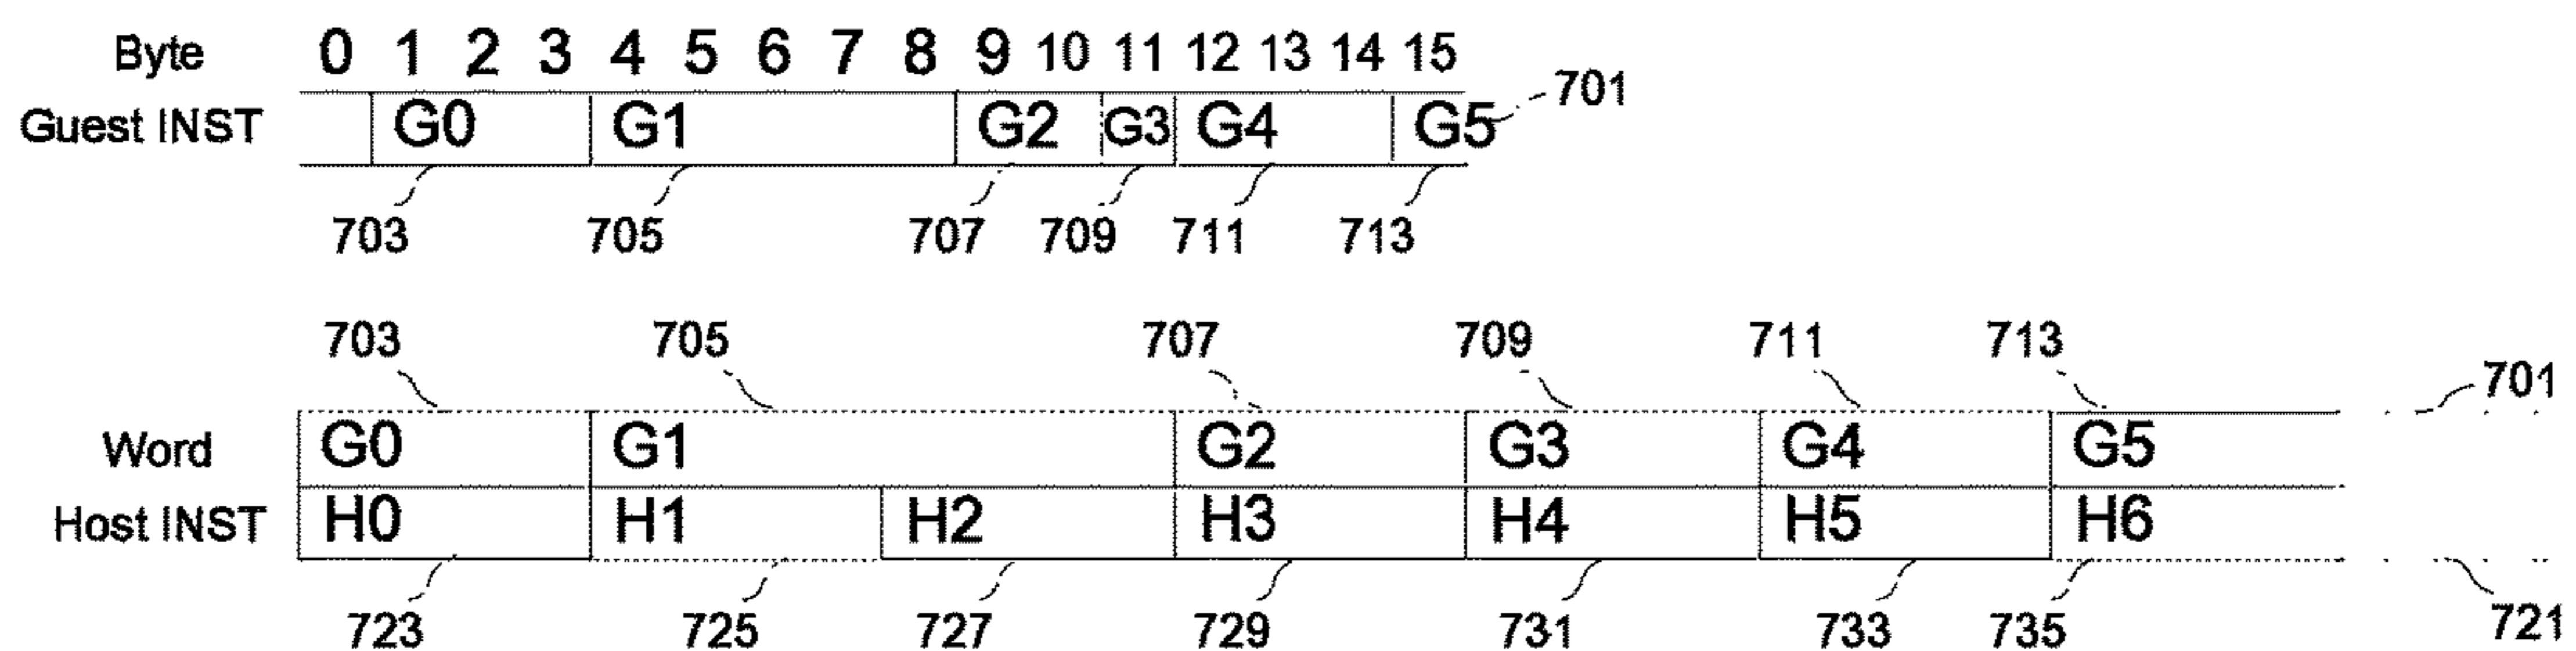 Byte 0 1 2 3 4 5 6 7 8 9 10 11 12 13 14 15
701
Guest INST G0 G1 G2 G3 G4 G5
703 705 707 709 711 713
703 705 707 709 711 713
701
Word G0 G1 G2 G3 G4 G5
Host INST H0 H1 H2 H3 H4 H5 H6
723 725 727 729 731 733 735 721